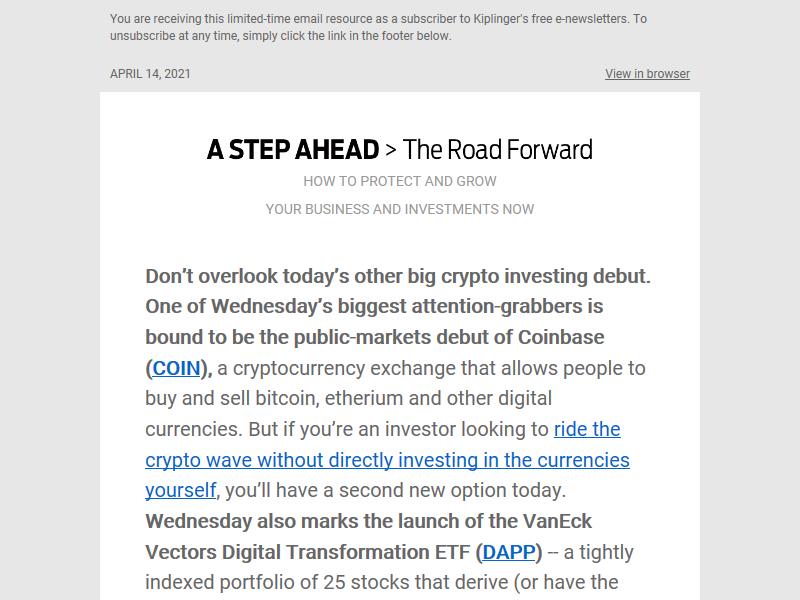 You are receiving this limited-time email resource as a subscriber to Kiplinger's free e-newsletters. To
unsubscribe at any time, simply click the link in the footer below.
APRIL 14, 2021 View in browser
A STEP AHEAD > The Road Forward
HOW TO PROTECT AND GROW
YOUR BUSINESS AND INVESTMENTS NOW
Don’t overlook today’s other big crypto investing debut.
One of Wednesday’s biggest attention-grabbers is
bound to be the public-markets debut of Coinbase
(COIN), a cryptocurrency exchange that allows people to
buy and sell bitcoin, etherium and other digital
currencies. But if you’re an investor looking to ride the
crypto wave without directly investing in the currencies
yourself, you’ll have a second new option today.
Wednesday also marks the launch of the VanEck
Vectors Digital Transformation ETF (DAPP) -- a tightly
indexed portfolio of 25 stocks that derive (or have the